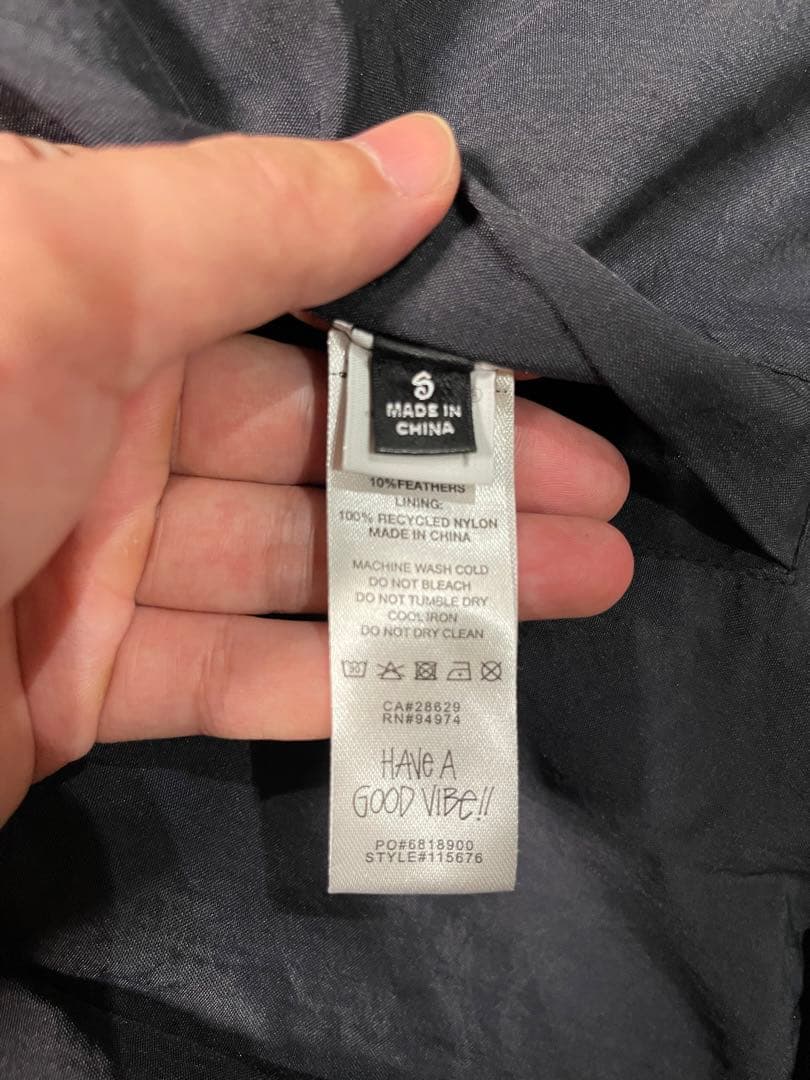 MADE IN
CHINA
10%FEATHERS
LINING:
100% RECYCLED NYLON
MADE IN CHINA
MACHINE WASH COLD
DO NOT BLEACH
DO NOT TUMBLE DRY
COOL IRON
DO NOT DRY CLEAN
30
CA#28629
RN#94974
HAVE A
GOOD VIBE!!
PO#6818900
STYLE#115676